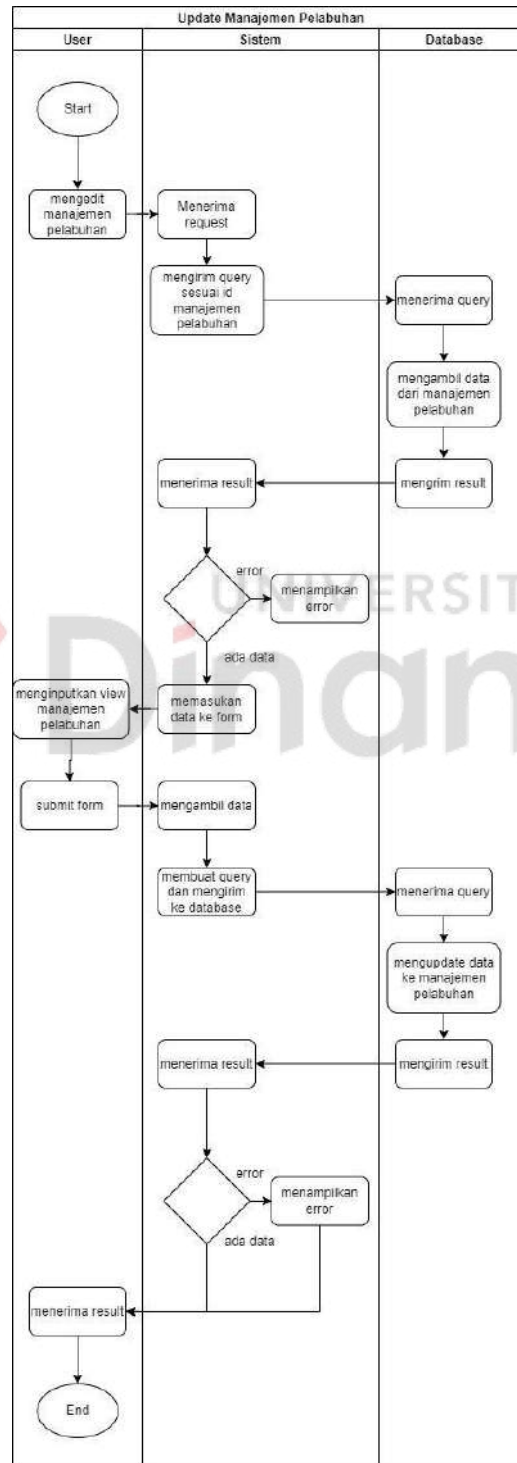 Update Manajemen Pelabuhan
User
Sistem
Database
Start
mengedit
manajemen
pelabuhan
Menerima
request
mengirim query
sesuai id
manajemen
pelabuhan
menerima query
mengambil data
dari manajemen
pelabuhan
menerima result
mengrim result
error
menampilkan
error
UNIVERSIT
Dinam
ada data
menginputkan view
manajemen
pelabuhan
memasukan
data ke form
submit form
mengambil data
membuat query
dan mengirim
ke database
menerima query
mengupdate data
ke manajemen
pelabuhan
menerima result
mengirim result
error
menampilkan
error
ada data
menerima result
End